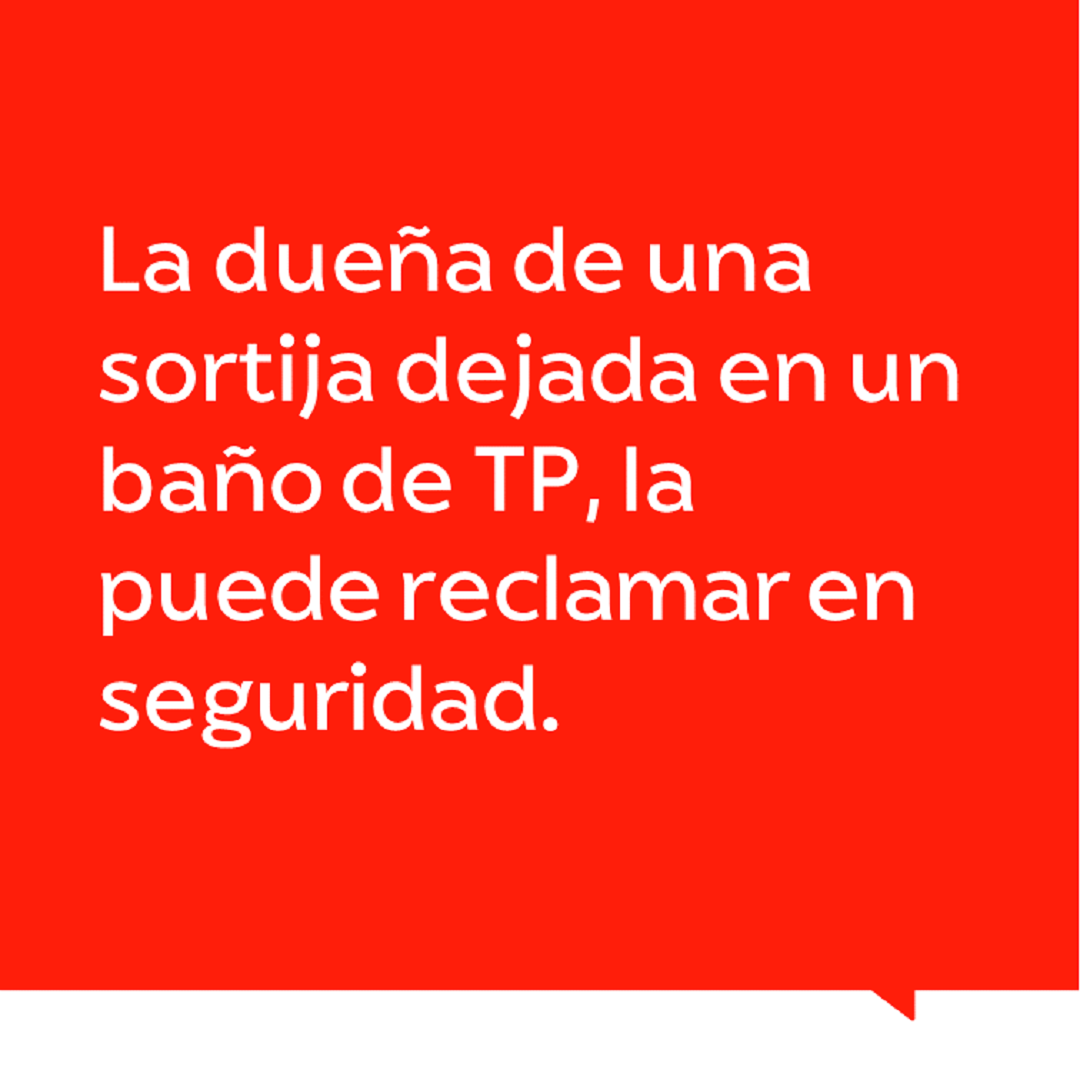 La dueña de una
sortija dejada en un
baño de TP, la
puede reclamar en
seguridad.